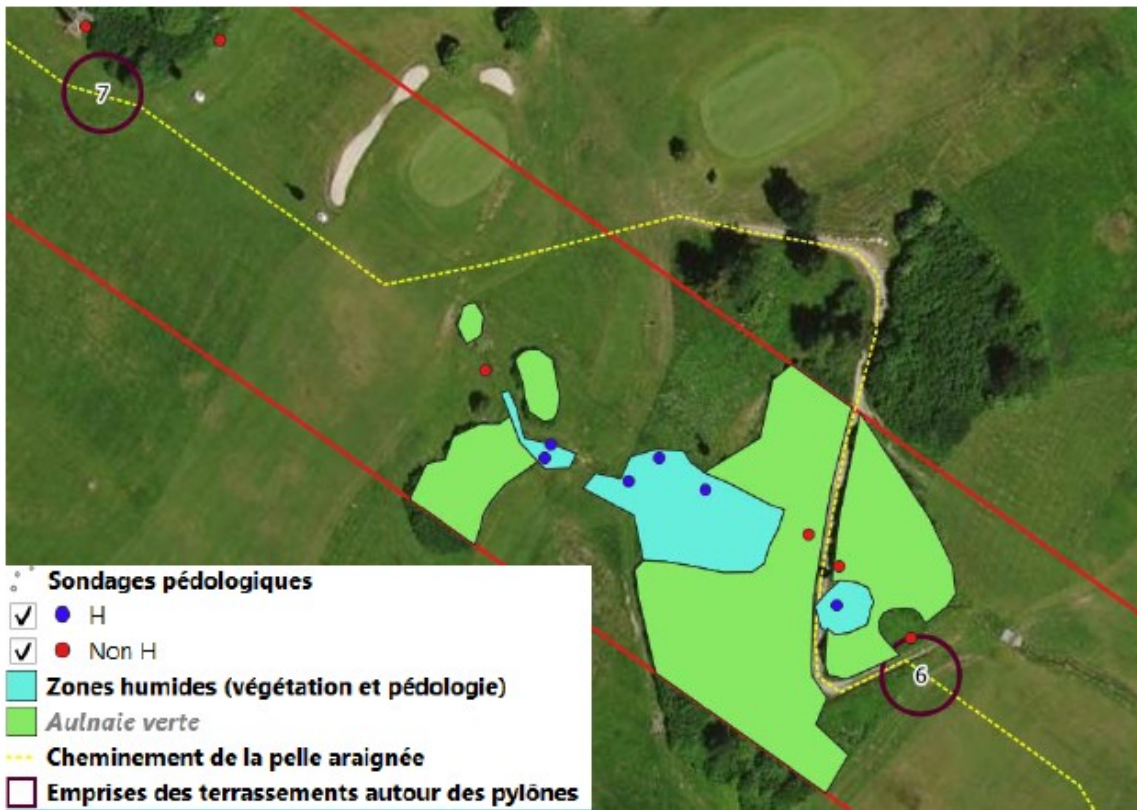 7
6
Sondages pédologiques
H
Non H
Zones humides (végétation et pédologie)
Aulnaie verte
Cheminement de la pelle araignée
Emprises des terrassements autour des pylônes